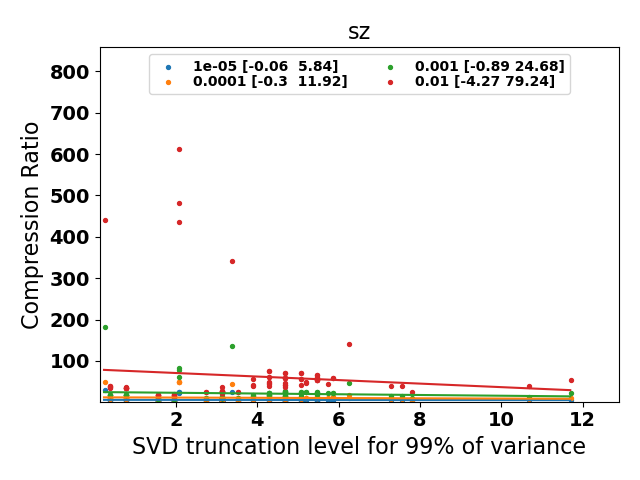 sz
1e-05 [-0.06  5.84]
0.0001 [-0.3  11.92]
0.001 [-0.89 24.68]
0.01 [-4.27 79.24]
800
700
600
500
400
300
200
100
Compression Ratio
2 4 6 8 10 12
SVD truncation level for 99% of variance